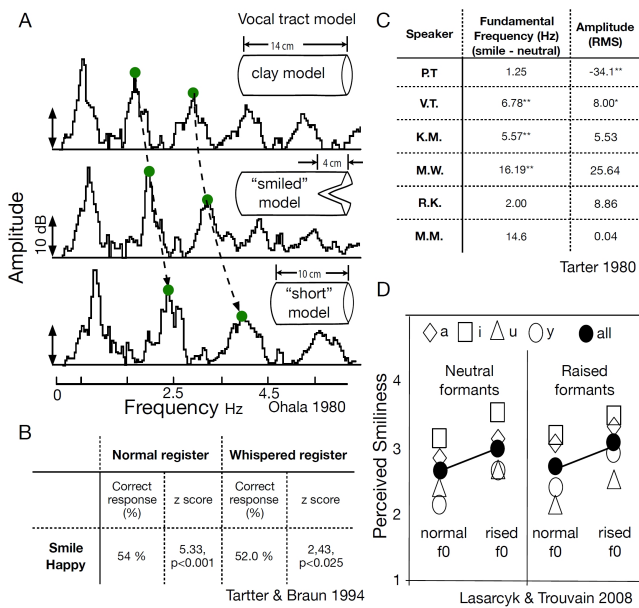 A
Vocal tract model
14 cm
clay model
4 cm
"smiled"
model
10 cm
"short"
model
Amplitude
10 dB
0
2.5
4.5
Frequency Hz
Ohala 1980
B
Normal register
Whispered register
Correct
response
(%)
z score
Correct
response
(%)
z score
Smile
Happy
54 %
5.33,
p<0.001
52.0 %
2,43,
p<0.025
Tartter & Braun 1994
C
Speaker
Fundamental
Frequency (Hz)
(smile - neutral)
Amplitude
(RMS)
P.T
1.25
-34.1**
V.T.
6.78**
8.00*
K.M.
5.57**
5.53
M.W.
16.19**
25.64
R.K.
2.00
8.86
M.M.
14.6
0.04
Tarter 1980
D
a i u y all
Neutral
formants
Raised
formants
Perceived Smiliness
4
3
2
1
normal
f0
rised
f0
normal
f0
rised
f0
Lasarcyk & Trouvain 2008